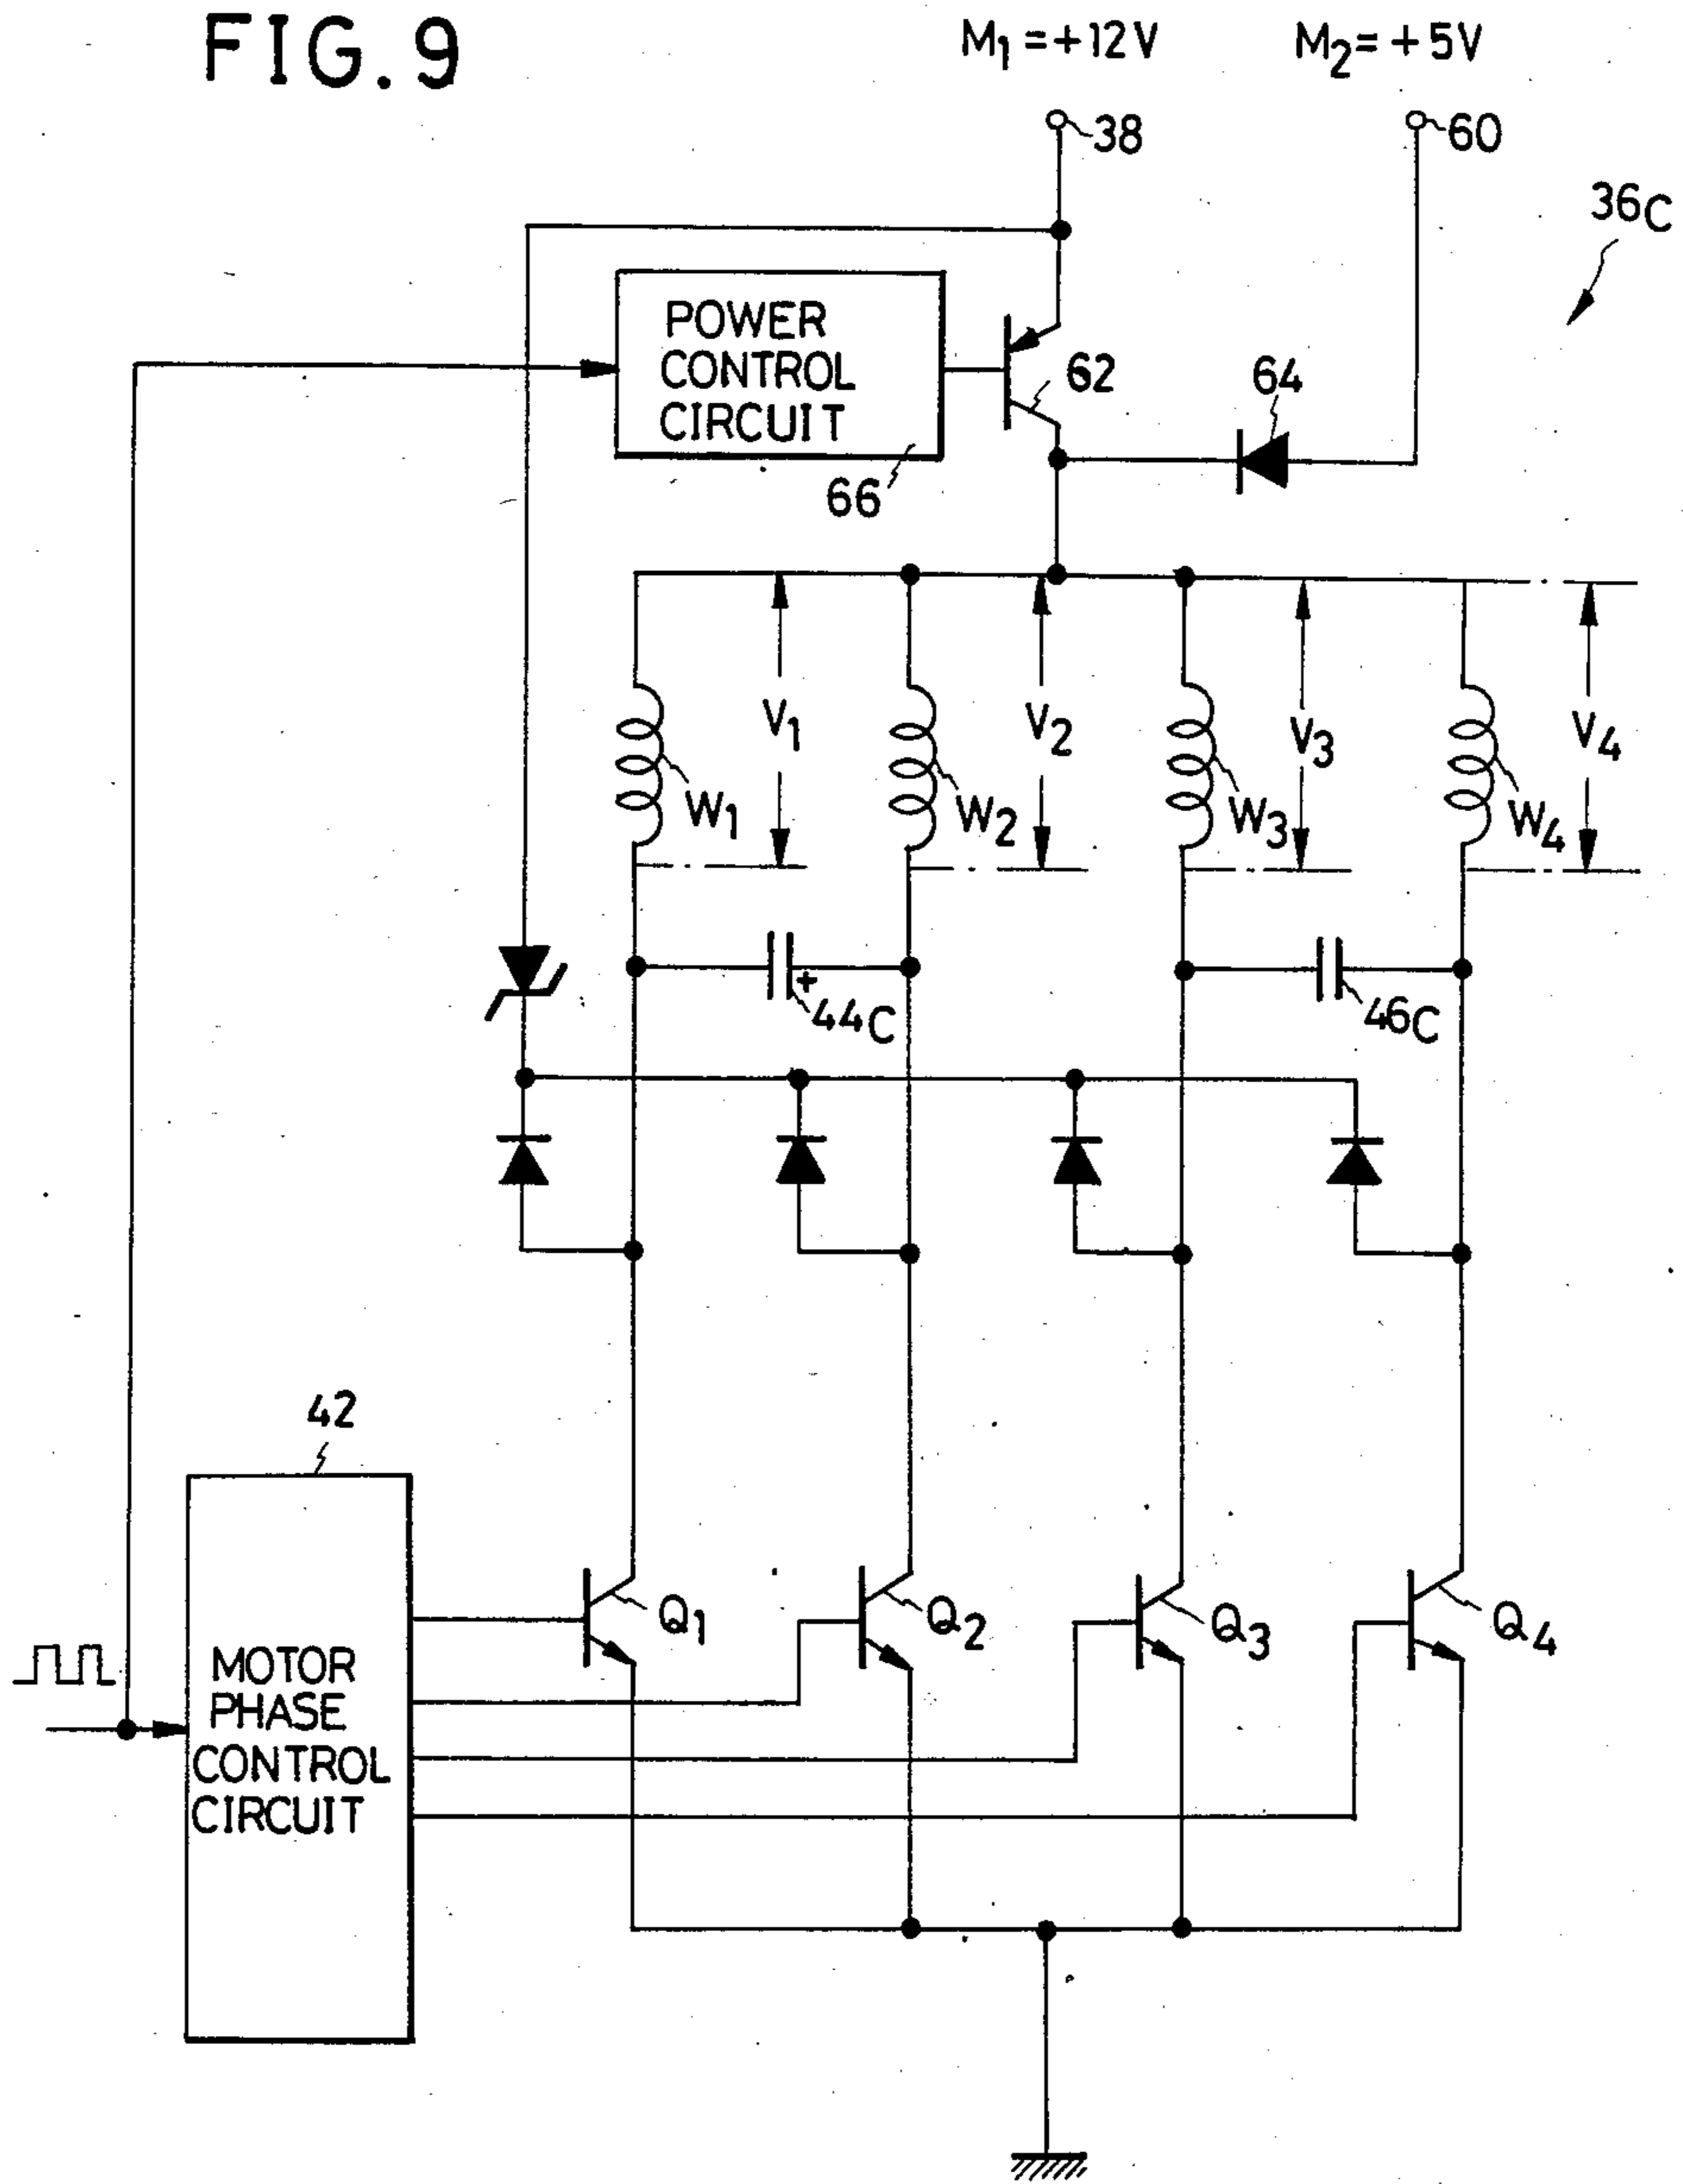 FIG. 9
M1 = +12V
M2 = +5V
38
60
36C
POWER
CONTROL
CIRCUIT
62
64
66
V1
V2
V3
V4
W1
W2
W3
W4
+
44C
46C
42
Q1
Q2
Q3
Q4
MOTOR
PHASE
CONTROL
CIRCUIT